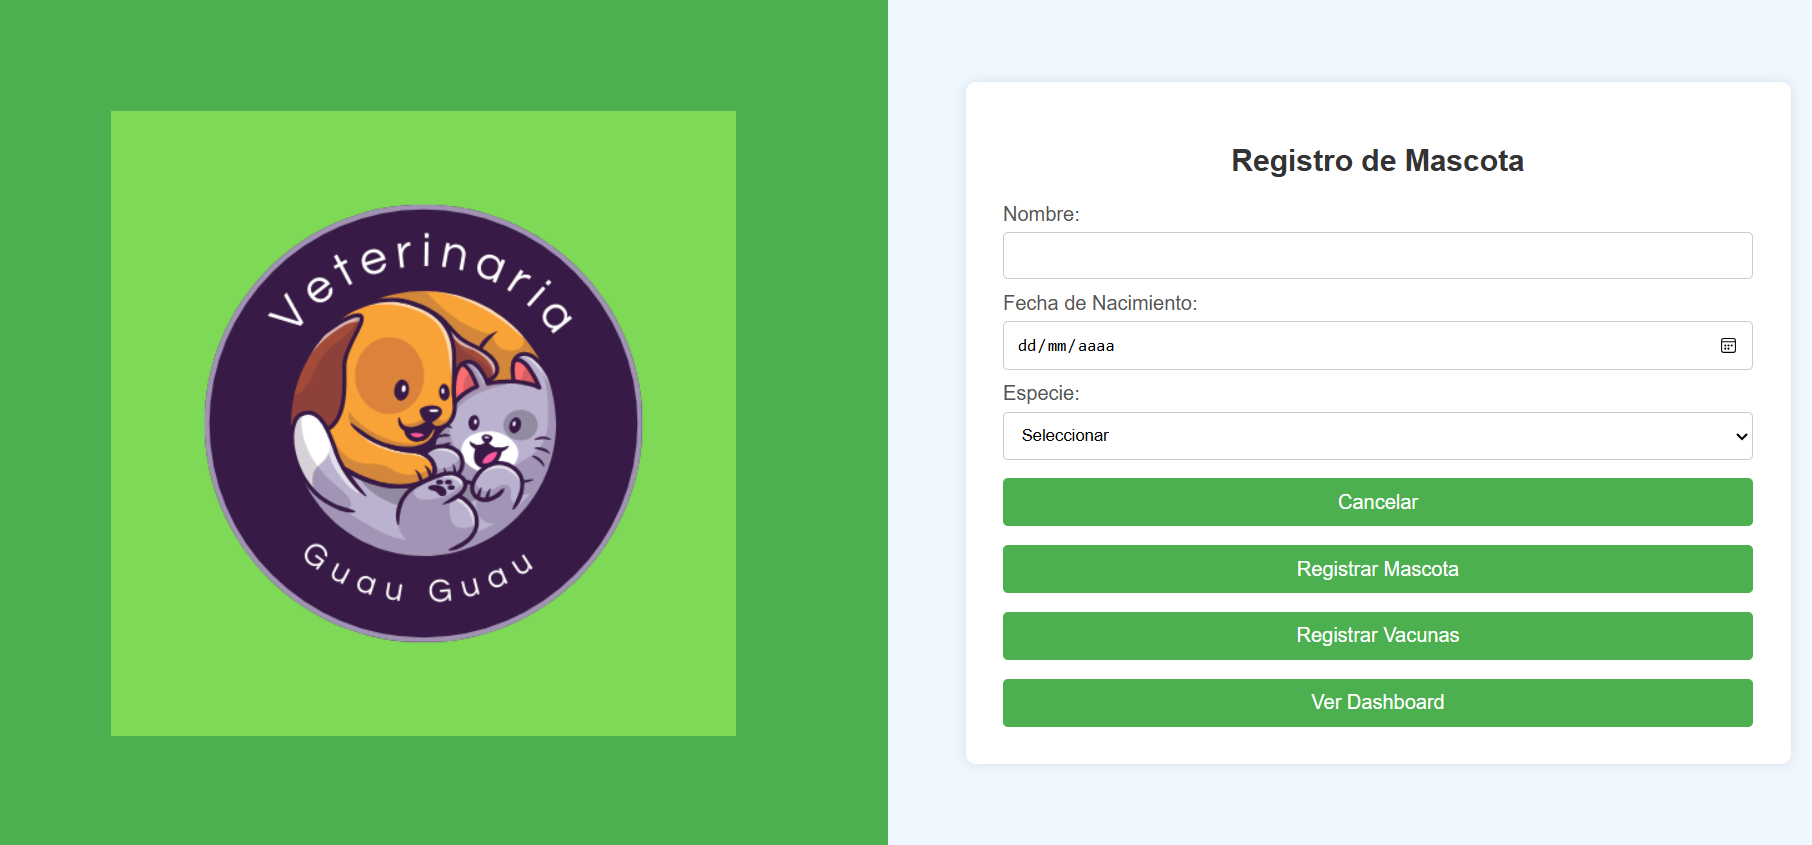 Veterinaria
Guau Guau
Registro de Mascota
Nombre:
Fecha de Nacimiento:
dd/mm/aaaa
Especie:
Seleccionar
Cancelar
Registrar Mascota
Registrar Vacunas
Ver Dashboard